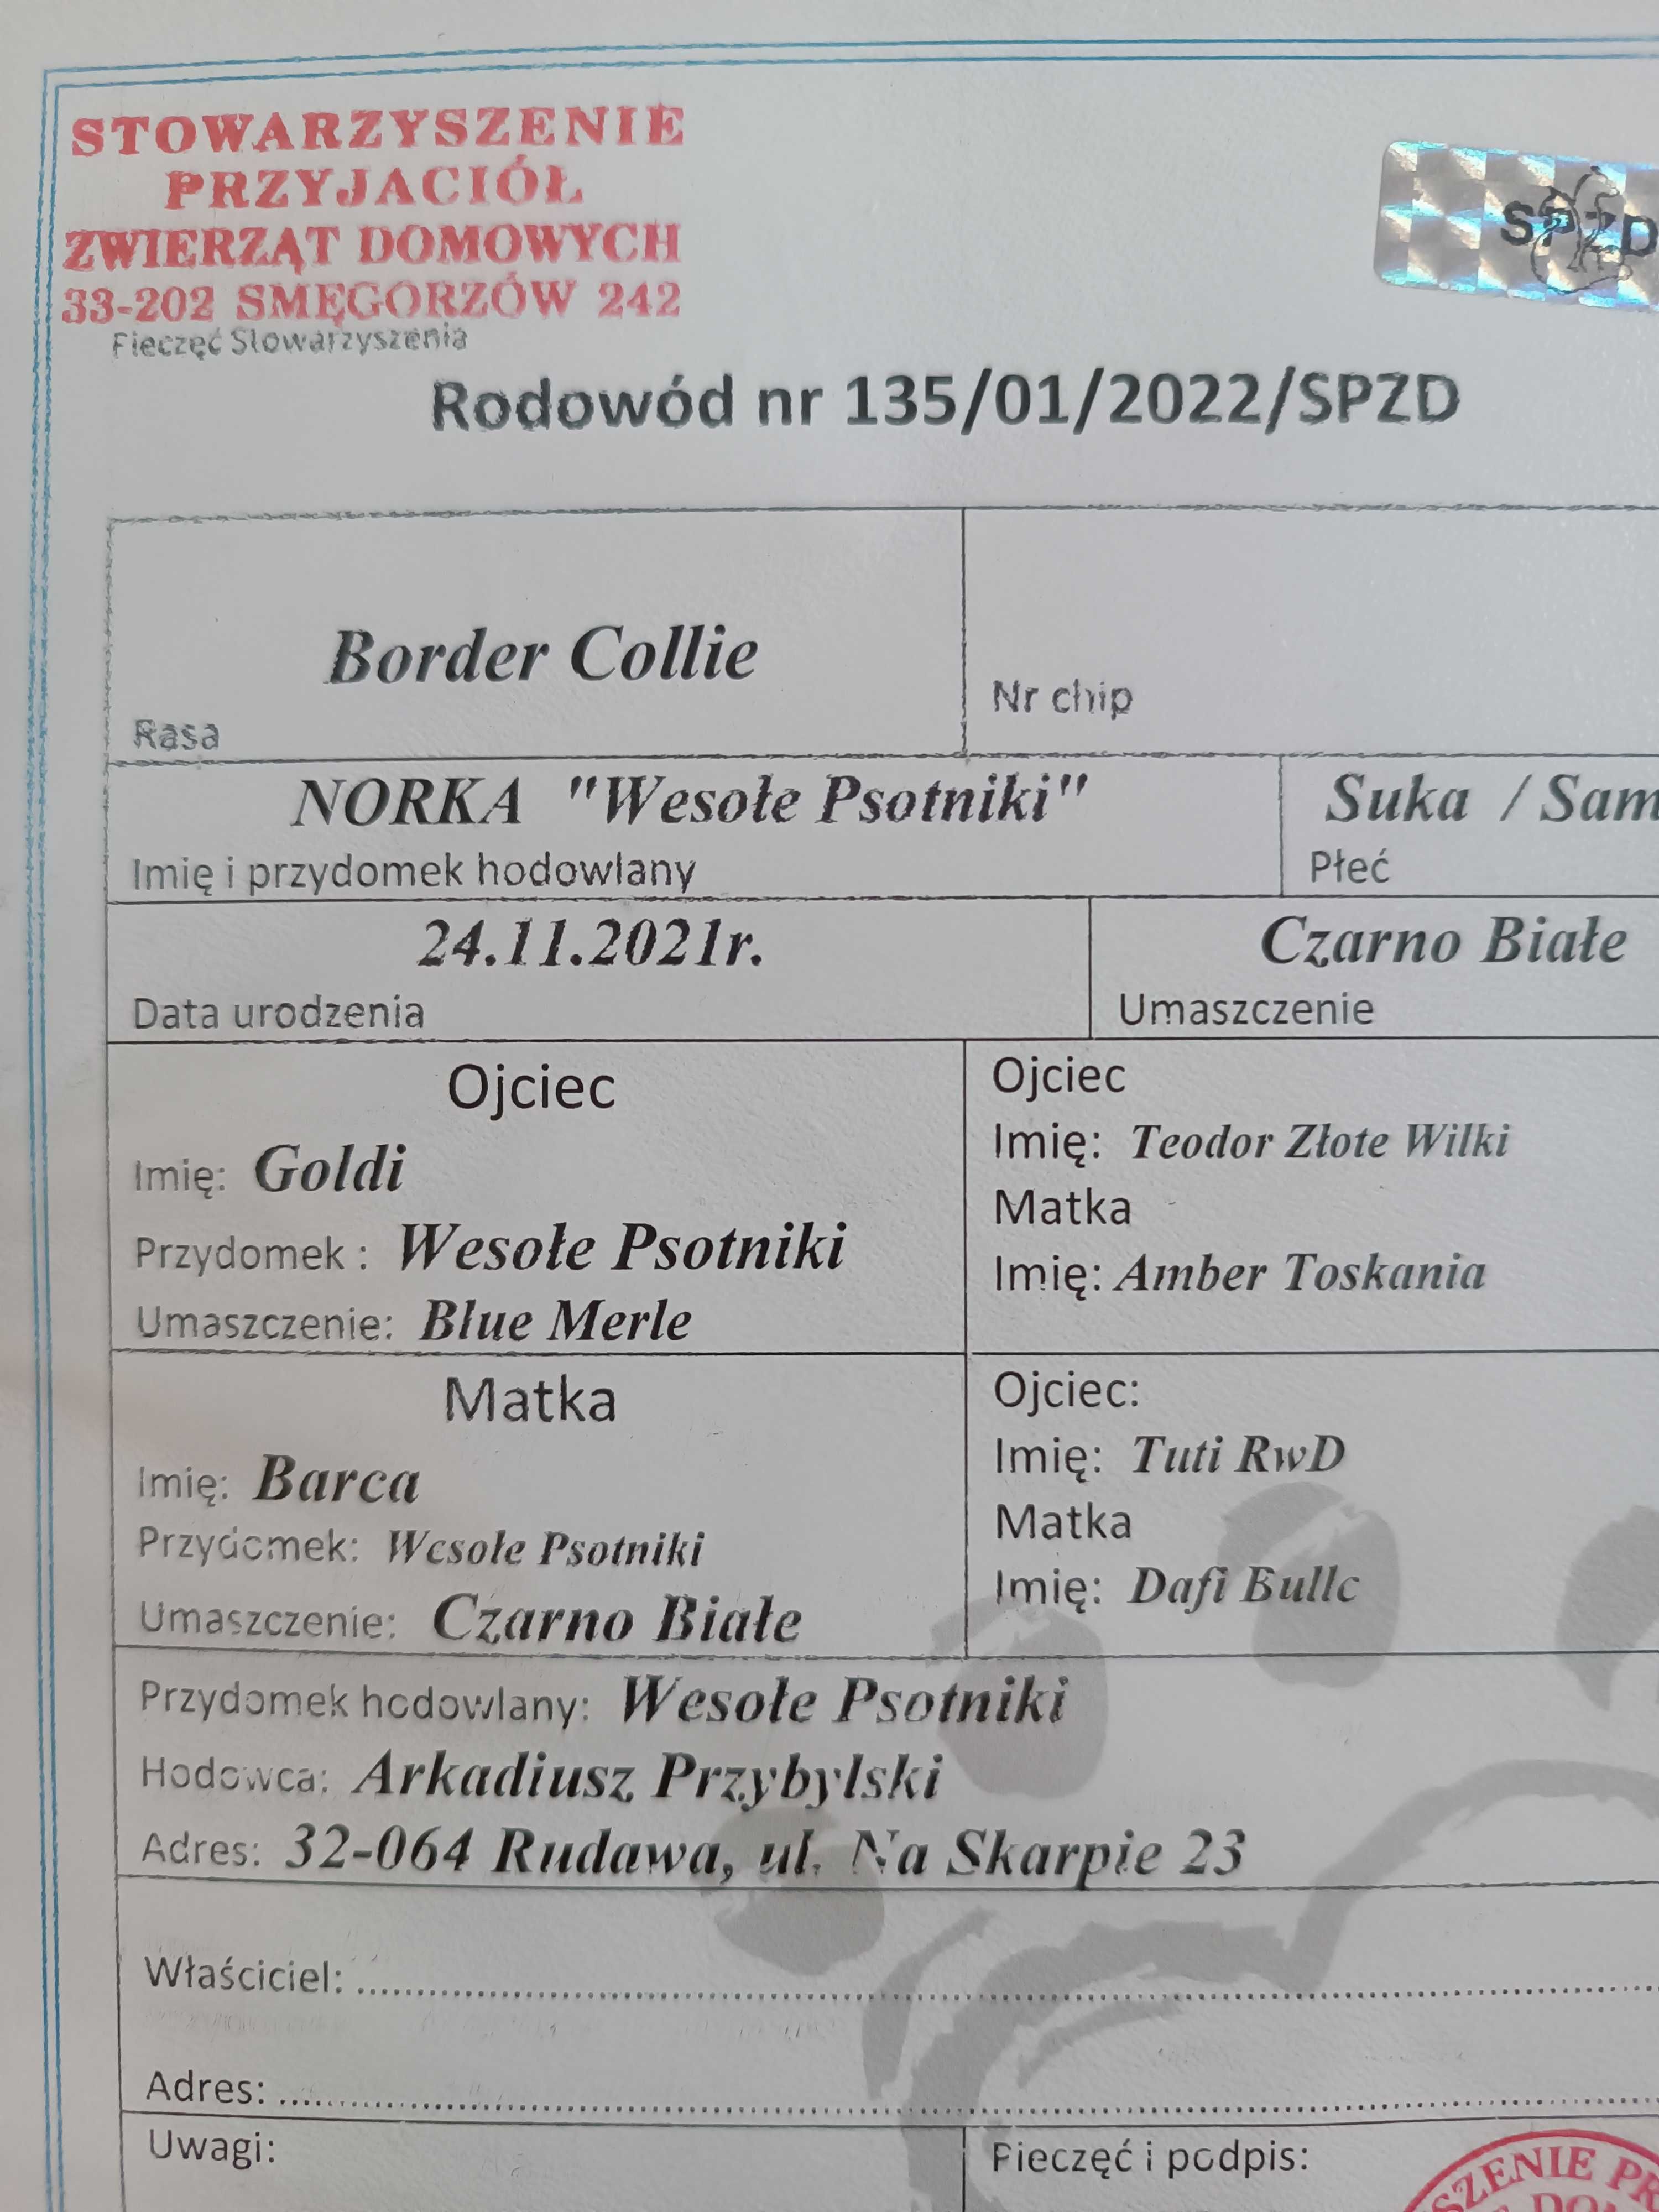 STOWARZYSZENIE
PRZYJACIÓŁ
ZWIERZĄT DOMOWYCH
33-202 SMĘGORZÓW 242
Pieczęć Stowarzyszenia
SPZD
Rodowód nr 135/01/2022/SPZD
Border Collie
Rasa
Nr chip
NORKA "Wesołe Psotniki"
Imię i przydomek hodowlany
Suka / Sam
Płeć
24.11.2021r.
Data urodzenia
Czarno Białe
Umaszczenie
Ojciec
Imię: Goldi
Przydomek : Wesołe Psotniki
Umaszczenie: Blue Merle
Ojciec
Imię: Teodor Złote Wilki
Matka
Imię: Amber Toskania
Matka
Imię: Barca
Przydomek: Wesołe Psotniki
Umaszczenie: Czarno Białe
Ojciec:
Imię: Tuti RwD
Matka
Imię: Dafi
Przydomek hodowlany: Wesołe Psotniki
Hodowca: Arkadiusz Przybylski
Adres: 32-064 Rudawa, ul. Na Skarpie 23
Właściciel:
Adres:
Uwagi:
Pieczęć i podpis:
SZENIE PR